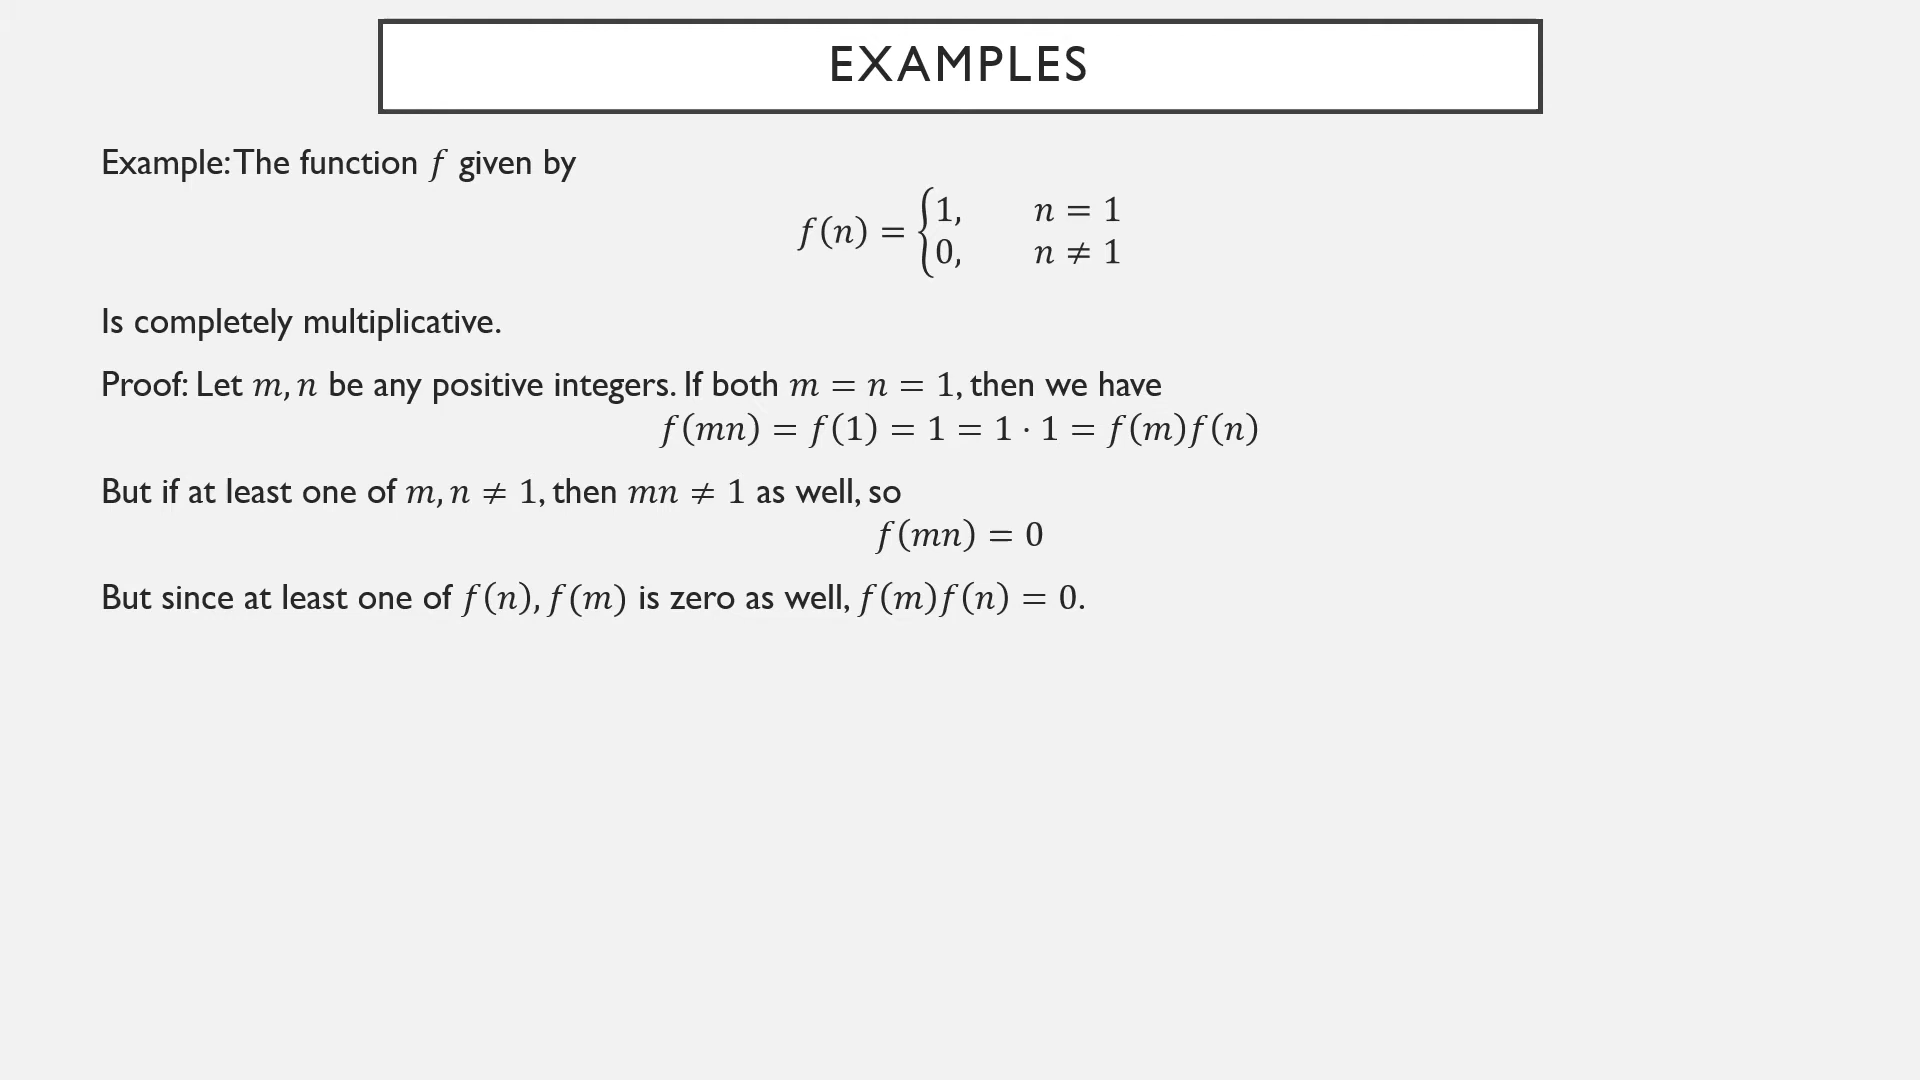 EXAMPLES
Example: The function f given by
f(n) = {1, n = 1
0, n ≠ 1
Is completely multiplicative.
Proof: Let m, n be any positive integers. If both m = n = 1, then we have
f(mn) = f(1) = 1 = 1 · 1 = f(m)f(n)
But if at least one of m, n ≠ 1, then mn ≠ 1 as well, so
f(mn) = 0
But since at least one of f(n), f(m) is zero as well, f(m)f(n) = 0.